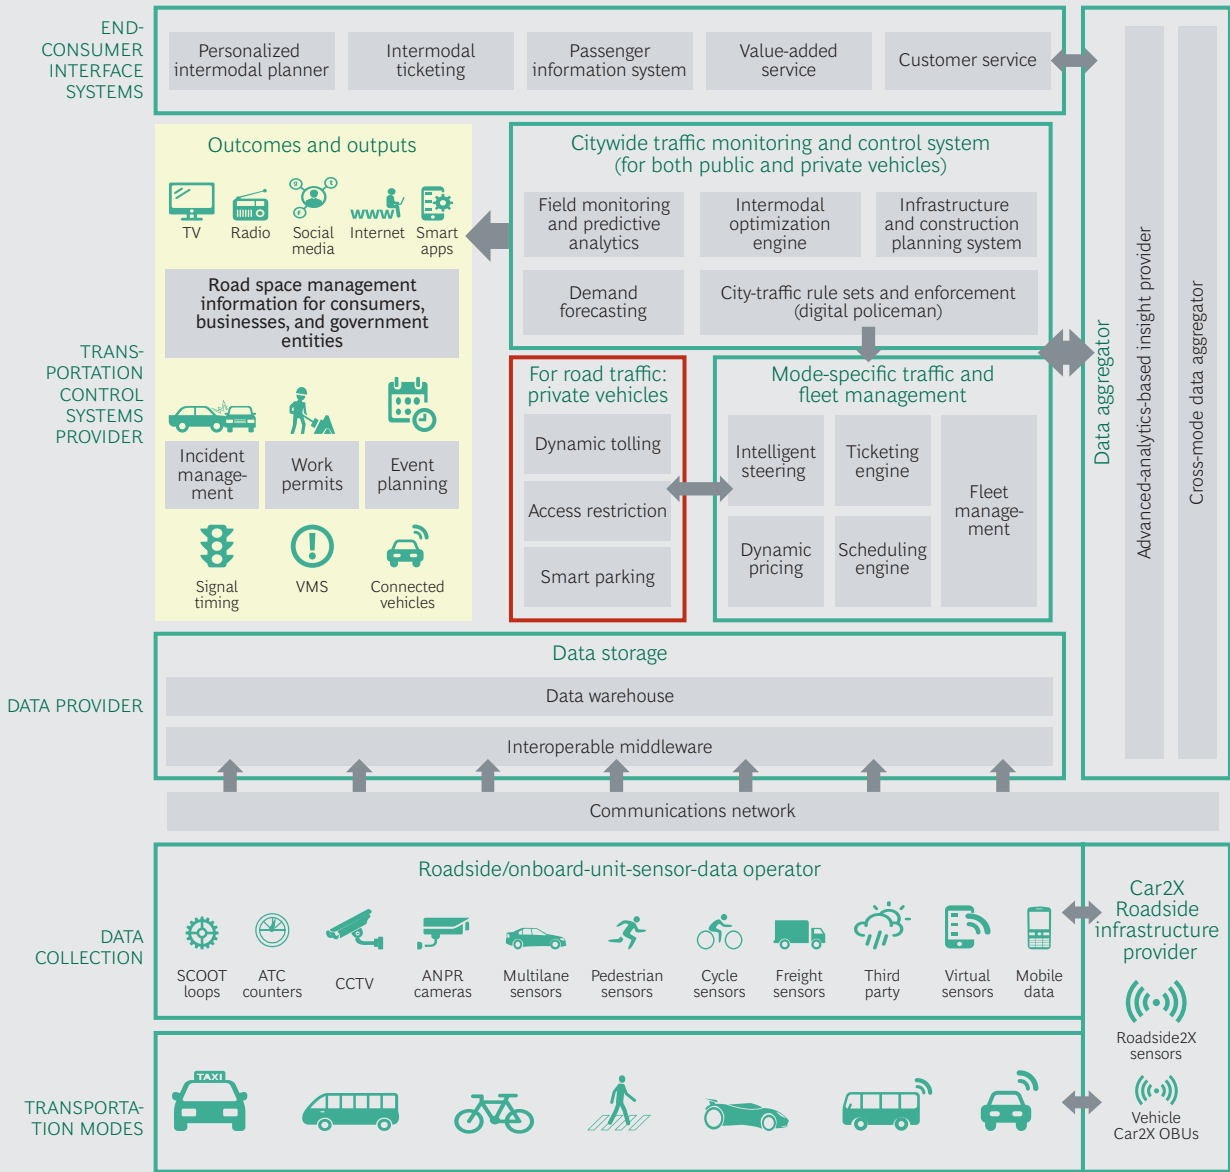 END-
CONSUMER
INTERFACE
SYSTEMS
Personalized
intermodal planner
Intermodal
ticketing
Passenger
information system
Value-added
service
Customer service
Outcomes and outputs
TV
Radio
Social
media
www
Internet
Smart
apps
Road space management
information for consumers,
businesses, and government
entities
Incident
manage-
ment
Work
permits
Event
planning
Signal
timing
VMS
Connected
vehicles
TRANS-
PORTATION
CONTROL
SYSTEMS
PROVIDER
Citywide traffic monitoring and control system
(for both public and private vehicles)
Field monitoring
and predictive
analytics
Intermodal
optimization
engine
Infrastructure
and construction
planning system
Demand
forecasting
City-traffic rule sets and enforcement
(digital policeman)
For road traffic:
private vehicles
Dynamic tolling
Access restriction
Smart parking
Mode-specific traffic and
fleet management
Intelligent
steering
Ticketing
engine
Fleet
manage-
ment
Dynamic
pricing
Scheduling
engine
Data aggregator
Advanced-analytics-based insight provider
Cross-mode data aggregator
DATA PROVIDER
Data storage
Data warehouse
Interoperable middleware
Communications network
DATA
COLLECTION
Roadside/onboard-unit-sensor-data operator
SCOOT
loops
ATC
counters
CCTV
ANPR
cameras
Multilane
sensors
Pedestrian
sensors
Cycle
sensors
Freight
sensors
Third
party
Virtual
sensors
Mobile
data
Car2X
Roadside
infrastructure
provider
Roadside2X
sensors
Vehicle
Car2X OBUs
TRANSPORTA-
TION MODES
TAXI